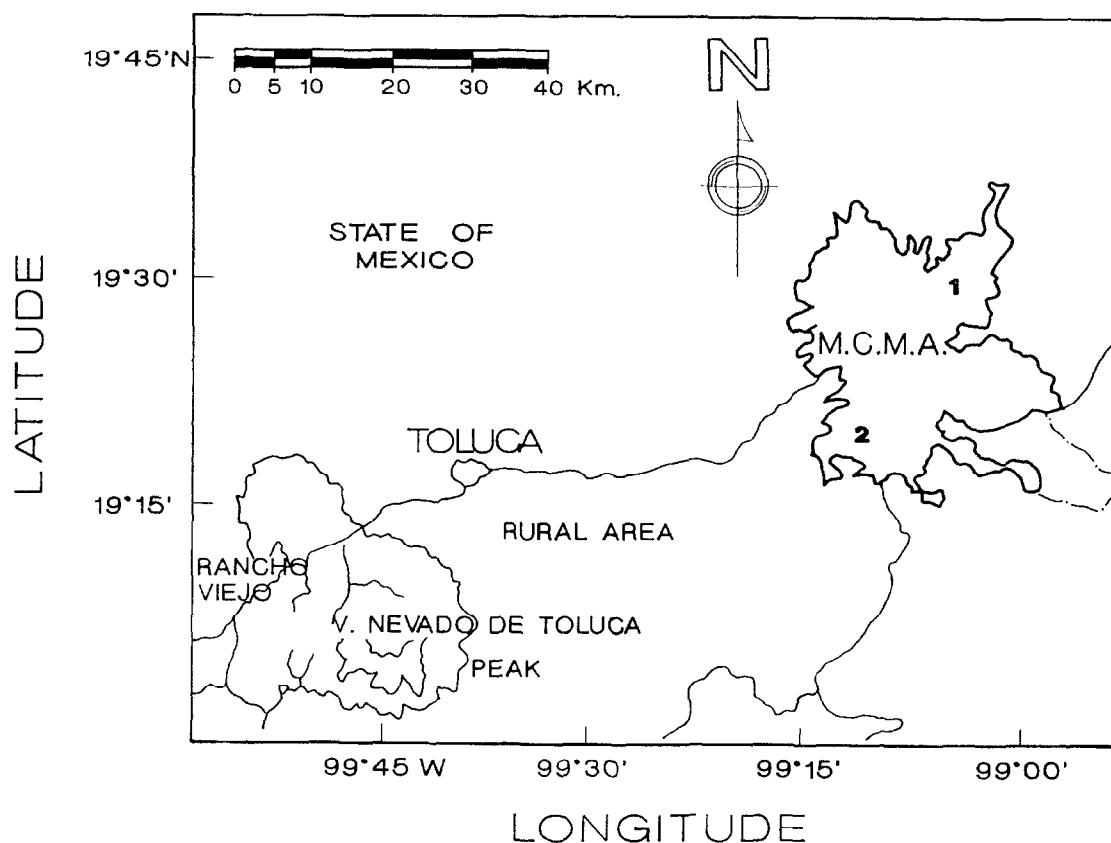 19°45'N
0 5 10 20 30 40 Km.
N
STATE OF
MEXICO
19°30'
1
M.C.M.A.
LATITUDE
TOLUCA
2
19°15'
RURAL AREA
RANCHO
VIEJO
V. NEVADO DE TOLUCA
PEAK
99°45 W
99°30'
99°15'
99°00'
LONGITUDE